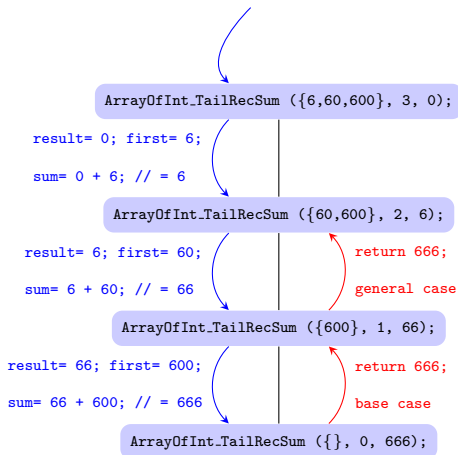 ArrayOfInt_TailRecSum ({6,60,600}, 3, 0);
result= 0; first= 6;
sum= 0 + 6; // = 6
ArrayOfInt_TailRecSum ({60,600}, 2, 6);
result= 6; first= 60;
return 666;
sum= 6 + 60; // = 66
general case
ArrayOfInt_TailRecSum ({600}, 1, 66);
result= 66; first= 600;
return 666;
sum= 66 + 600; // = 666
base case
ArrayOfInt_TailRecSum ({}, 0, 666);